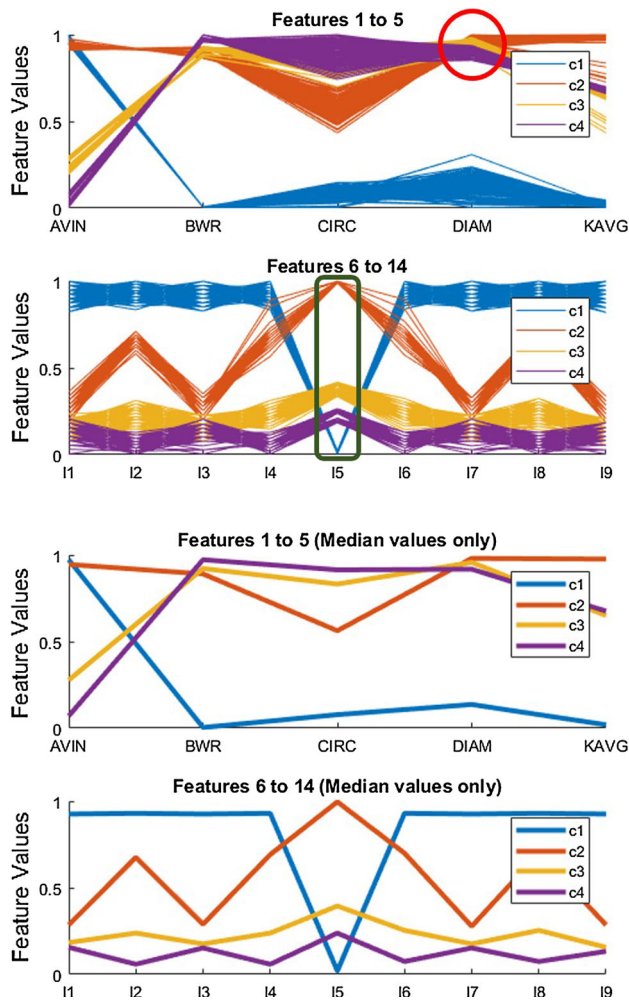 Features 1 to 5
Feature Values
1
0.5
0
c1
c2
c3
c4
AVIN
BWR
CIRC
DIAM
KAVG
Features 6 to 14
Feature Values
1
0.5
0
c1
c2
c3
c4
I1
I2
I3
I4
I5
I6
I7
I8
I9
Features 1 to 5 (Median values only)
Feature Values
1
0.5
0
c1
c2
c3
c4
AVIN
BWR
CIRC
DIAM
KAVG
Features 6 to 14 (Median values only)
Feature Values
1
0.5
0
c1
c2
c3
c4
I1
I2
I3
I4
I5
I6
I7
I8
I9